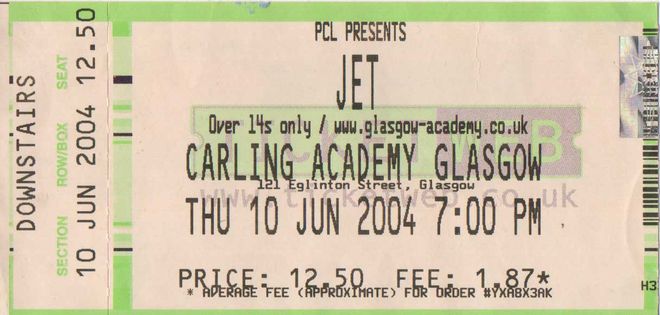 DOWNSTAIRS
SECTION ROW/BOX SEAT
10 JUN 2004 12.50
PCL PRESENTS
JET
TICKETWEB
Over 14s only / www.glasgow-academy.co.uk
CARLING ACADEMY GLASGOW
121 Eglinton Street, Glasgow
www.ticketweb.co.uk
THU 10 JUN 2004 7:00 PM
PRICE: 12.50 FEE: 1.87*
* AVERAGE FEE (APPROXIMATE) FOR ORDER #YXABX3AK